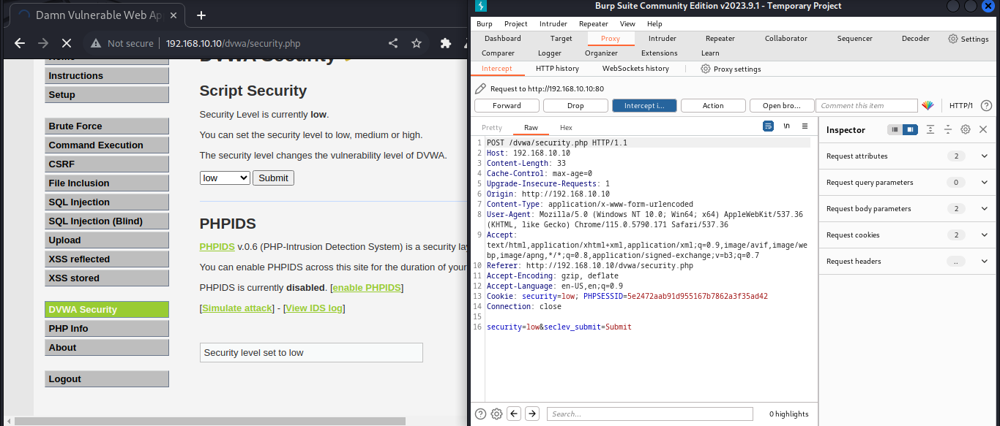 Damn Vulnerable Web Ap
Not secure
192.168.10.10/dvwa/security.php
Instructions
Setup
Brute Force
Command Execution
CSRF
File Inclusion
SQL Injection
SQL Injection (Blind)
Upload
XSS reflected
XSS stored
DVWA Security
PHP Info
About
Logout
DVWA Security
Script Security
Security Level is currently low.
You can set the security level to low, medium or high.
The security level changes the vulnerability level of DVWA.
low
Submit
PHPIDS
PHPIDS v.0.6 (PHP-Intrusion Detection System) is a security lay
You can enable PHPIDS across this site for the duration of your
PHPIDS is currently disabled. [enable PHPIDS]
[Simulate attack] - [View IDS log]
Security level set to low
Burp Suite Community Edition v2023.9.1 - Temporary Project
Burp Project Intruder Repeater View Help
Dashboard Target Proxy Intruder Repeater Collaborator Sequencer Decoder Settings
Comparer Logger Organizer Extensions Learn
Intercept HTTP history WebSockets history Proxy settings
Request to http://192.168.10.10:80
Forward Drop Intercept i... Action Open bro... Comment this item HTTP/1
Pretty Raw Hex \n
1 POST /dvwa/security.php HTTP/1.1
2 Host: 192.168.10.10
3 Content-Length: 33
4 Cache-Control: max-age=0
5 Upgrade-Insecure-Requests: 1
6 Origin: http://192.168.10.10
7 Content-Type: application/x-www-form-urlencoded
8 User-Agent: Mozilla/5.0 (Windows NT 10.0; Win64; x64) AppleWebKit/537.36
(KHTML, like Gecko) Chrome/115.0.5790.171 Safari/537.36
9 Accept:
text/html,application/xhtml+xml,application/xml;q=0.9,image/avif,image/we
bp,image/apng,*/*;q=0.8,application/signed-exchange;v=b3;q=0.7
10 Referer: http://192.168.10.10/dvwa/security.php
11 Accept-Encoding: gzip, deflate
12 Accept-Language: en-US,en;q=0.9
13 Cookie: security=low; PHPSESSID=5e2472aab91d955167b7862a3f35ad42
14 Connection: close
15
16 security=low&seclev_submit=Submit
Search...
0 highlights
Inspector
Request attributes 2
Request query parameters 0
Request body parameters 2
Request cookies 2
Request headers ..